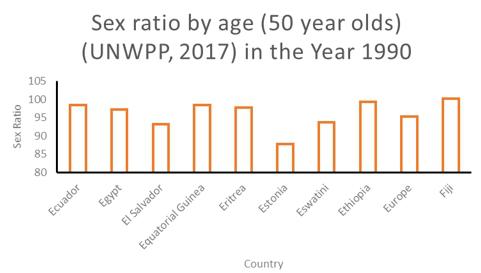 Sex ratio by age (50 year olds)
(UNWPP, 2017) in the Year 1990
105
100
95
90
85
80
Sex Ratio
Ecuador
Egypt
El Salvador
Equatorial Guinea
Eritrea
Estonia
Eswatini
Ethiopia
Europe
Fiji
Country